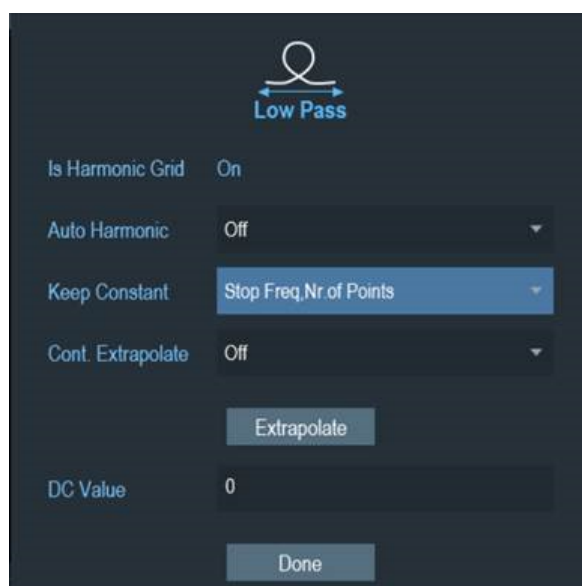 Low Pass
Is Harmonic Grid On
Auto Harmonic Off
Keep Constant Stop Freq,Nr.of Points
Cont. Extrapolate Off
Extrapolate
DC Value 0
Done